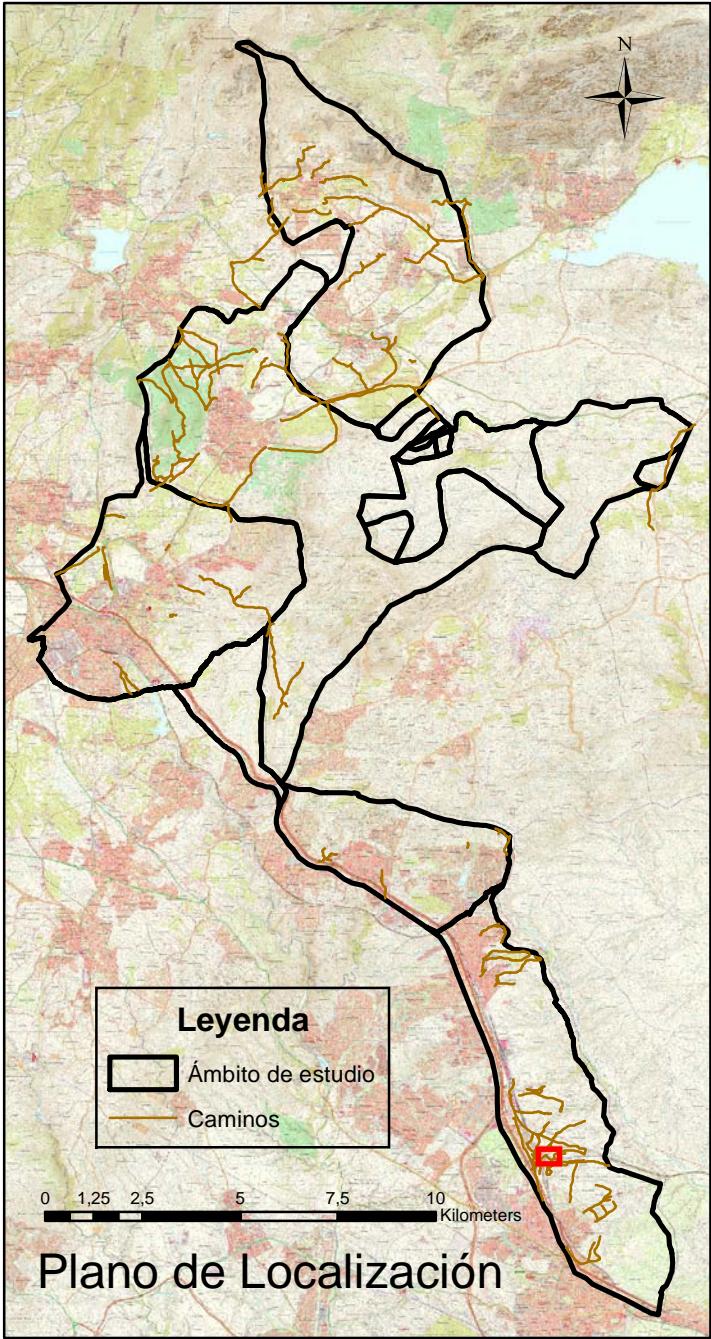 N
Leyenda
Ámbito de estudio
Caminos
0 1,25 2,5 5 7,5 10
Kilometers
Plano de Localización